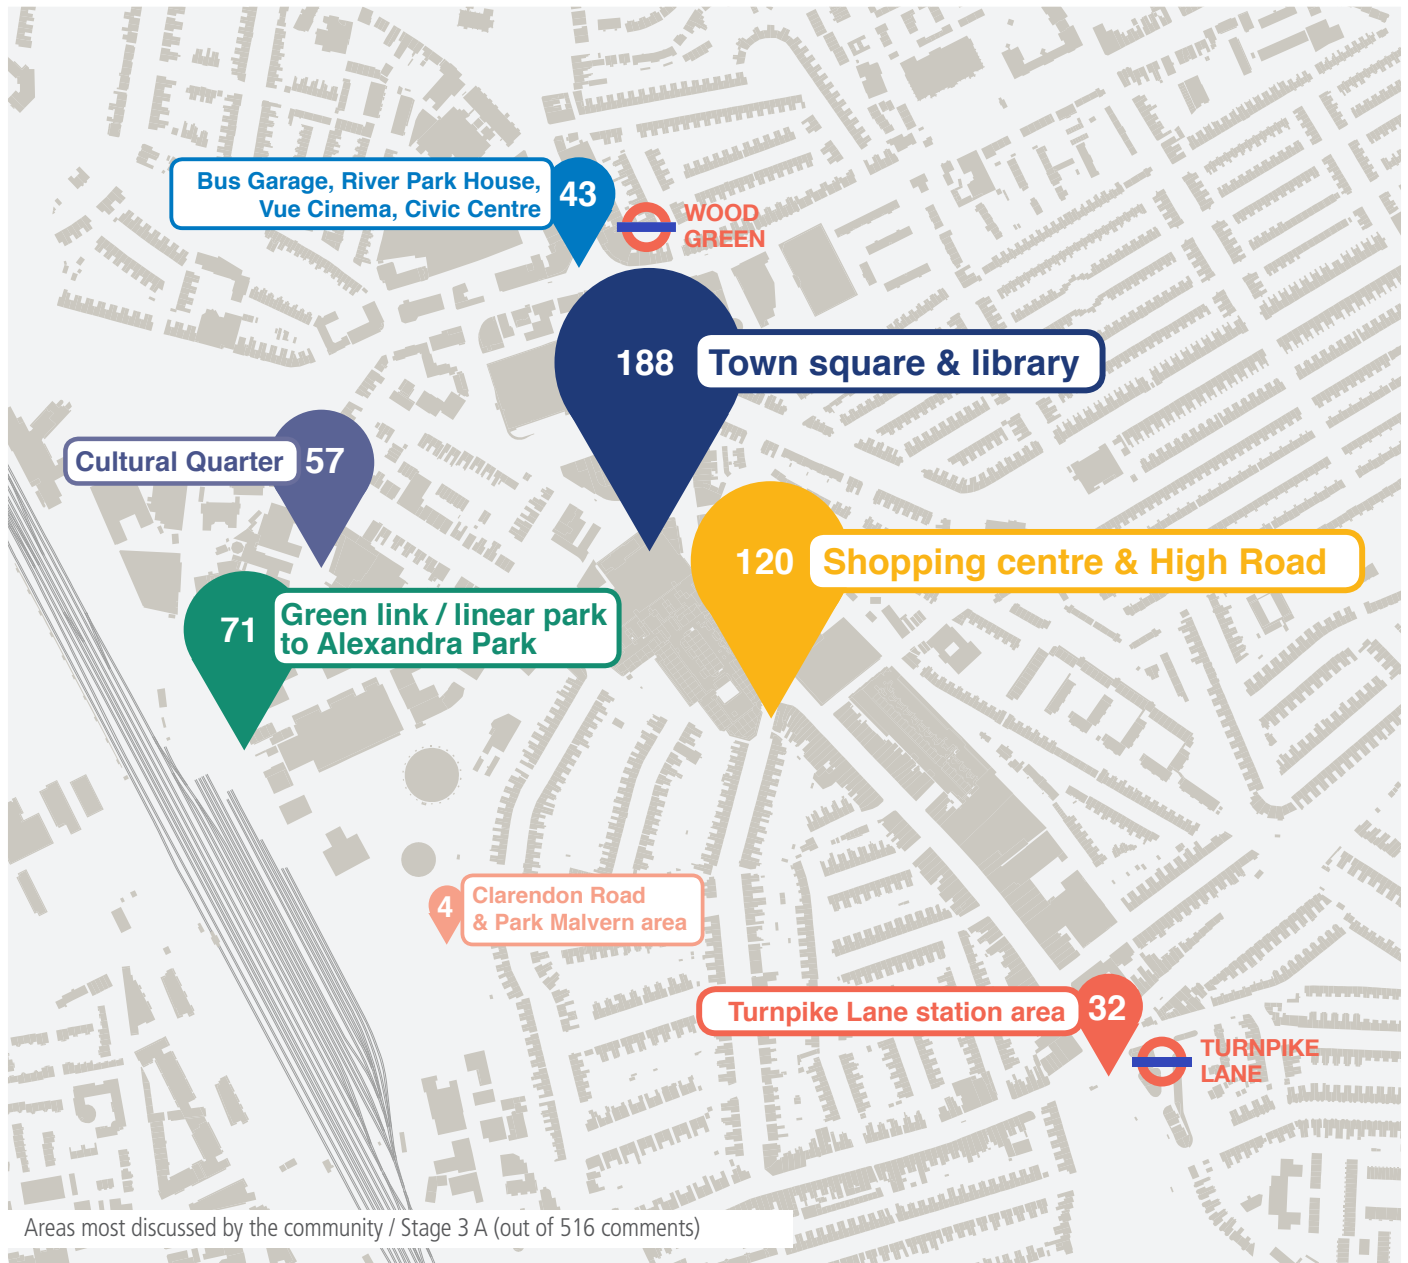 Bus Garage, River Park House,
Vue Cinema, Civic Centre
43
WOOD
GREEN
188
Town square & library
Cultural Quarter
57
120
Shopping centre & High Road
71
Green link / linear park
to Alexandra Park
4
Clarendon Road
& Park Malvern area
Turnpike Lane station area
32
TURNPIKE
LANE
Areas most discussed by the community / Stage 3 A (out of 516 comments)